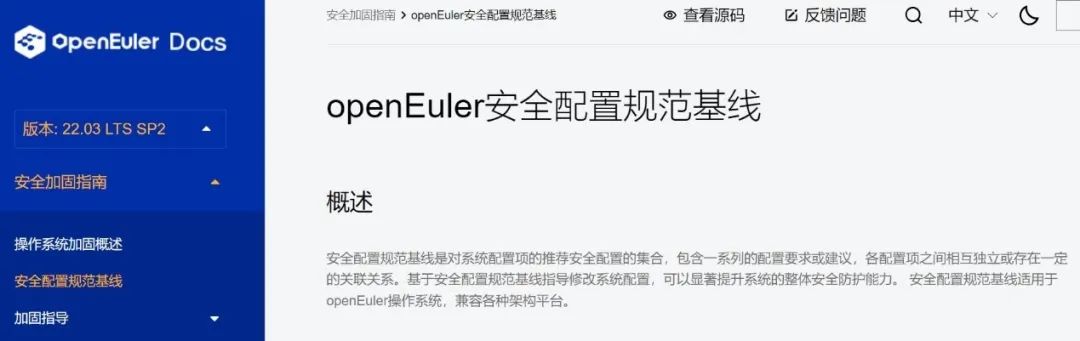 安全加固指南 > openEuler安全配置规范基线
查看源码
反馈问题
中文
OpenEuler Docs
版本: 22.03 LTS SP2
安全加固指南
操作系统加固概述
安全配置规范基线
加固指导
openEuler安全配置规范基线
概述
安全配置规范基线是对系统配置项的推荐安全配置的集合，包含一系列的配置要求或建议，各配置项之间相互独立或存在一定
的关联关系。基于安全配置规范基线指导修改系统配置，可以显著提升系统的整体安全防护能力。 安全配置规范基线适用于
openEuler操作系统，兼容各种架构平台。